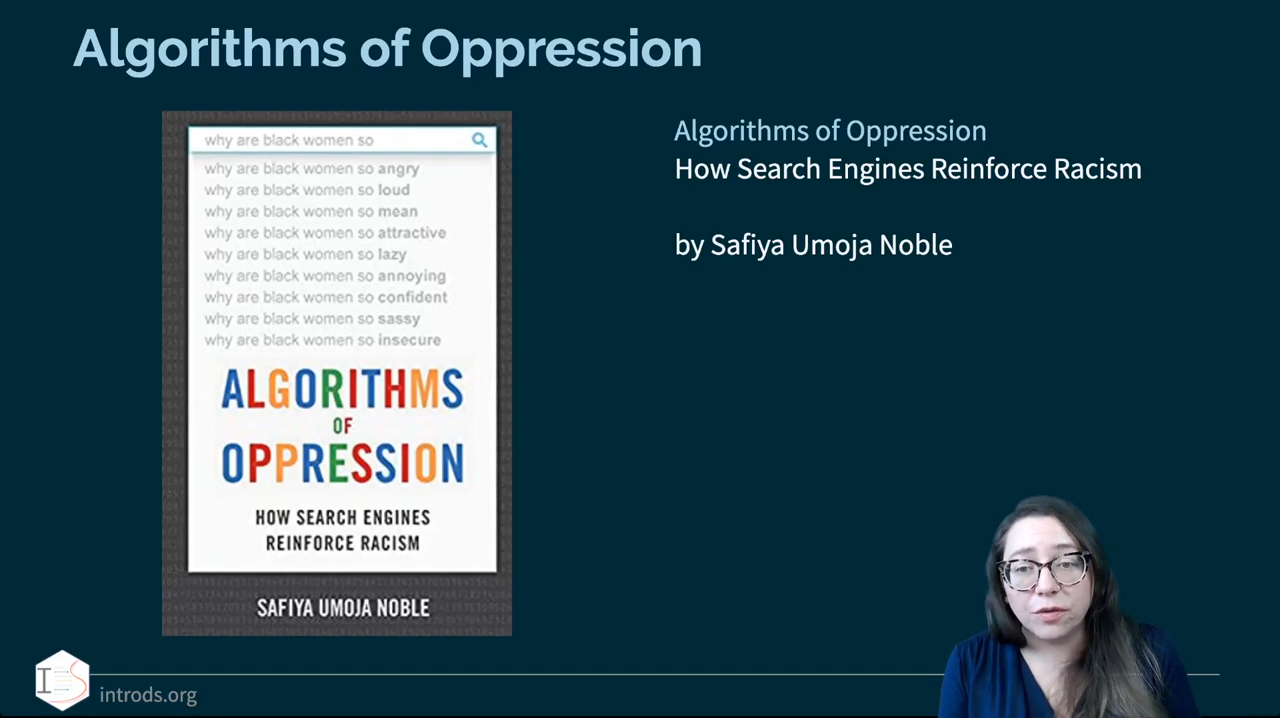 Algorithms of Oppression
why are black women so
why are black women so angry
why are black women so loud
why are black women so mean
why are black women so attractive
why are black women so lazy
why are black women so annoying
why are black women so confident
why are black women so sassy
why are black women so insecure
ALGORITHMS
OF
OPPRESSION
HOW SEARCH ENGINES
REINFORCE RACISM
SAFIYA UMOJA NOBLE
Algorithms of Oppression
How Search Engines Reinforce Racism
by Safiya Umoja Noble
introds.org